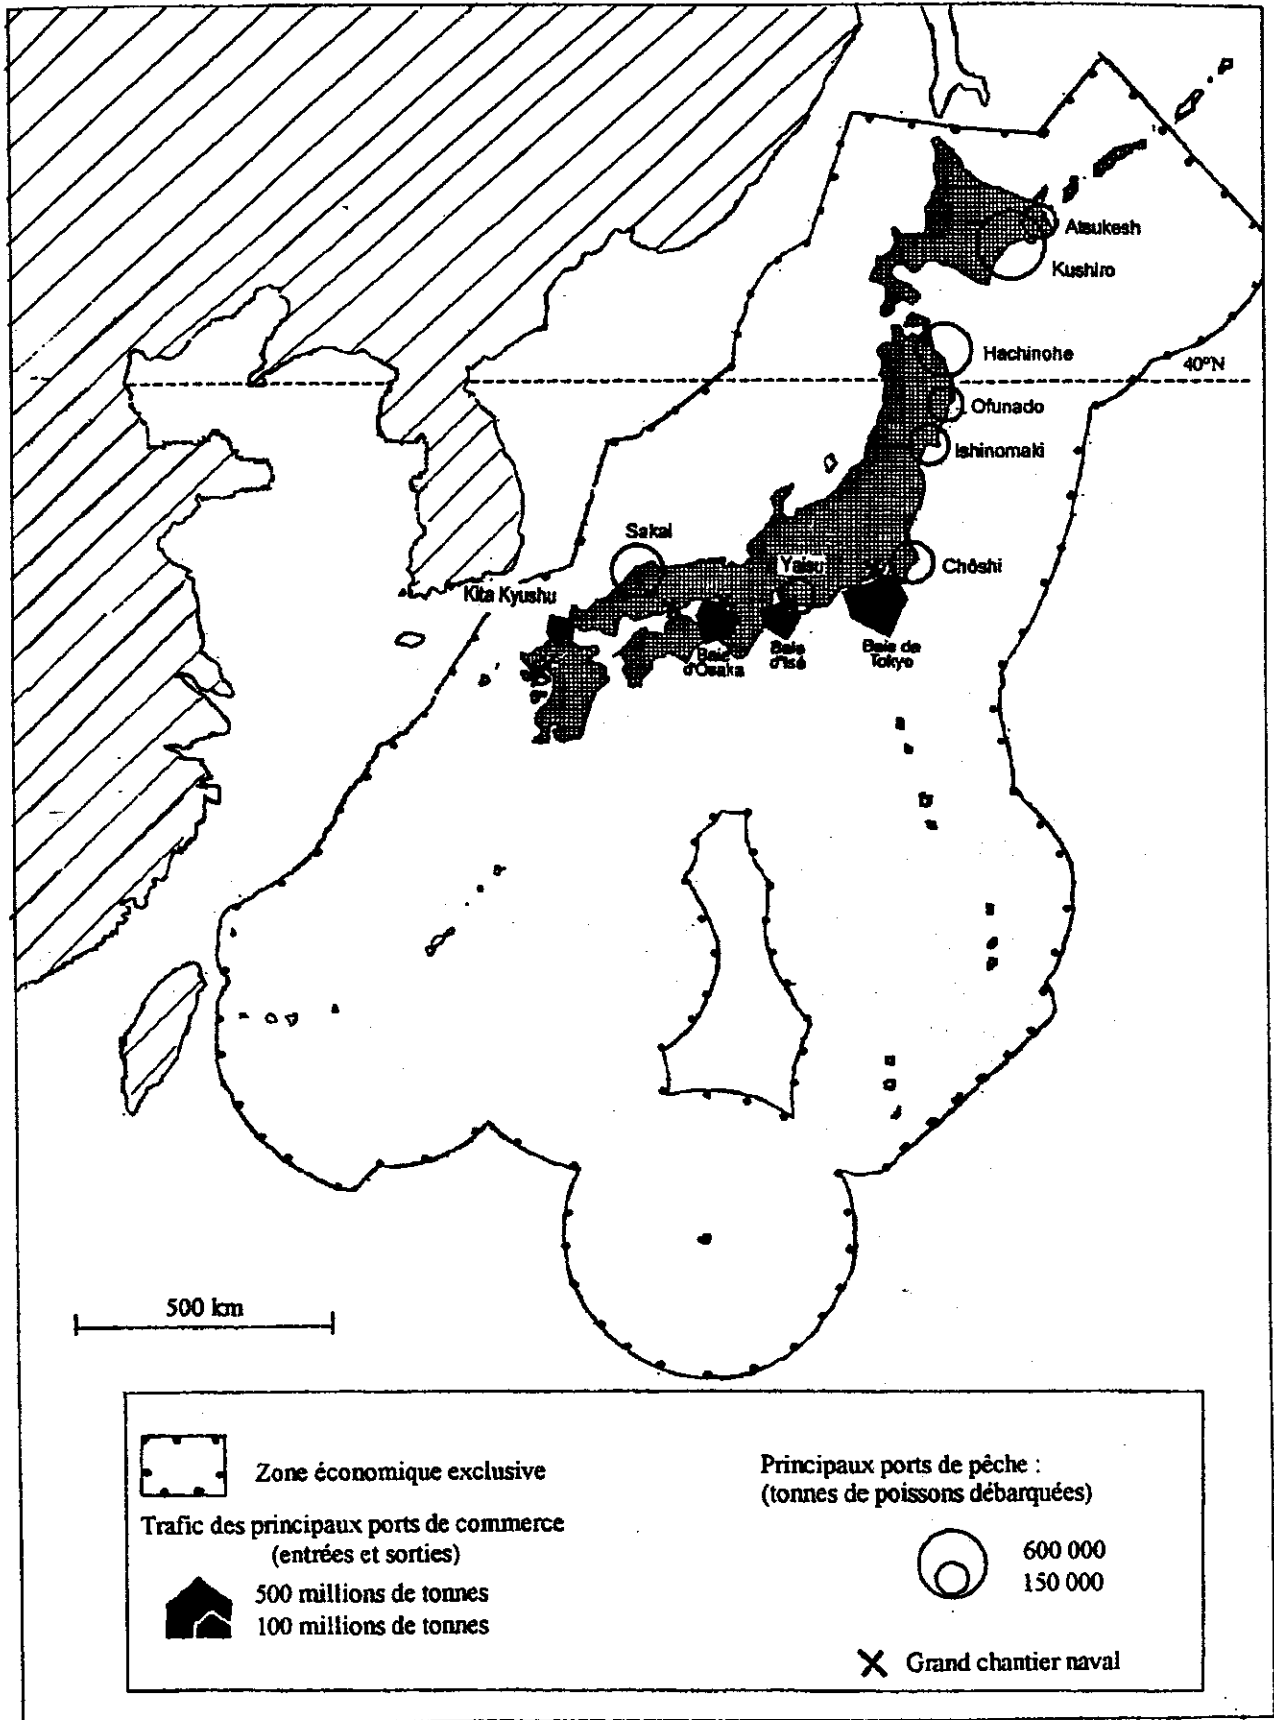 Atsukesh
Kushiro
Hachinohe
40°N
Ofunado
Ishinomaki
Sakai
Yaisu
Chôshi
Kita Kyushu
Baie
d'Osaka
Baie
d'Isé
Baie de
Tokyo
500 km
Zone économique exclusive
Trafic des principaux ports de commerce
(entrées et sorties)
500 millions de tonnes
100 millions de tonnes
Principaux ports de pêche :
(tonnes de poissons débarquées)
600 000
150 000
Grand chantier naval